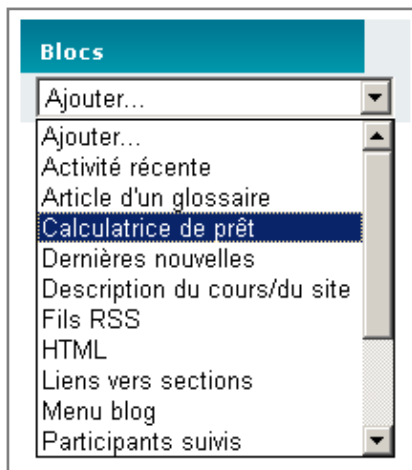 Blocs
Ajouter...
Ajouter...
Activité récente
Article d'un glossaire
Calculatrice de prêt
Dernières nouvelles
Description du cours/du site
Fils RSS
HTML
Liens vers sections
Menu blog
Participants suivis